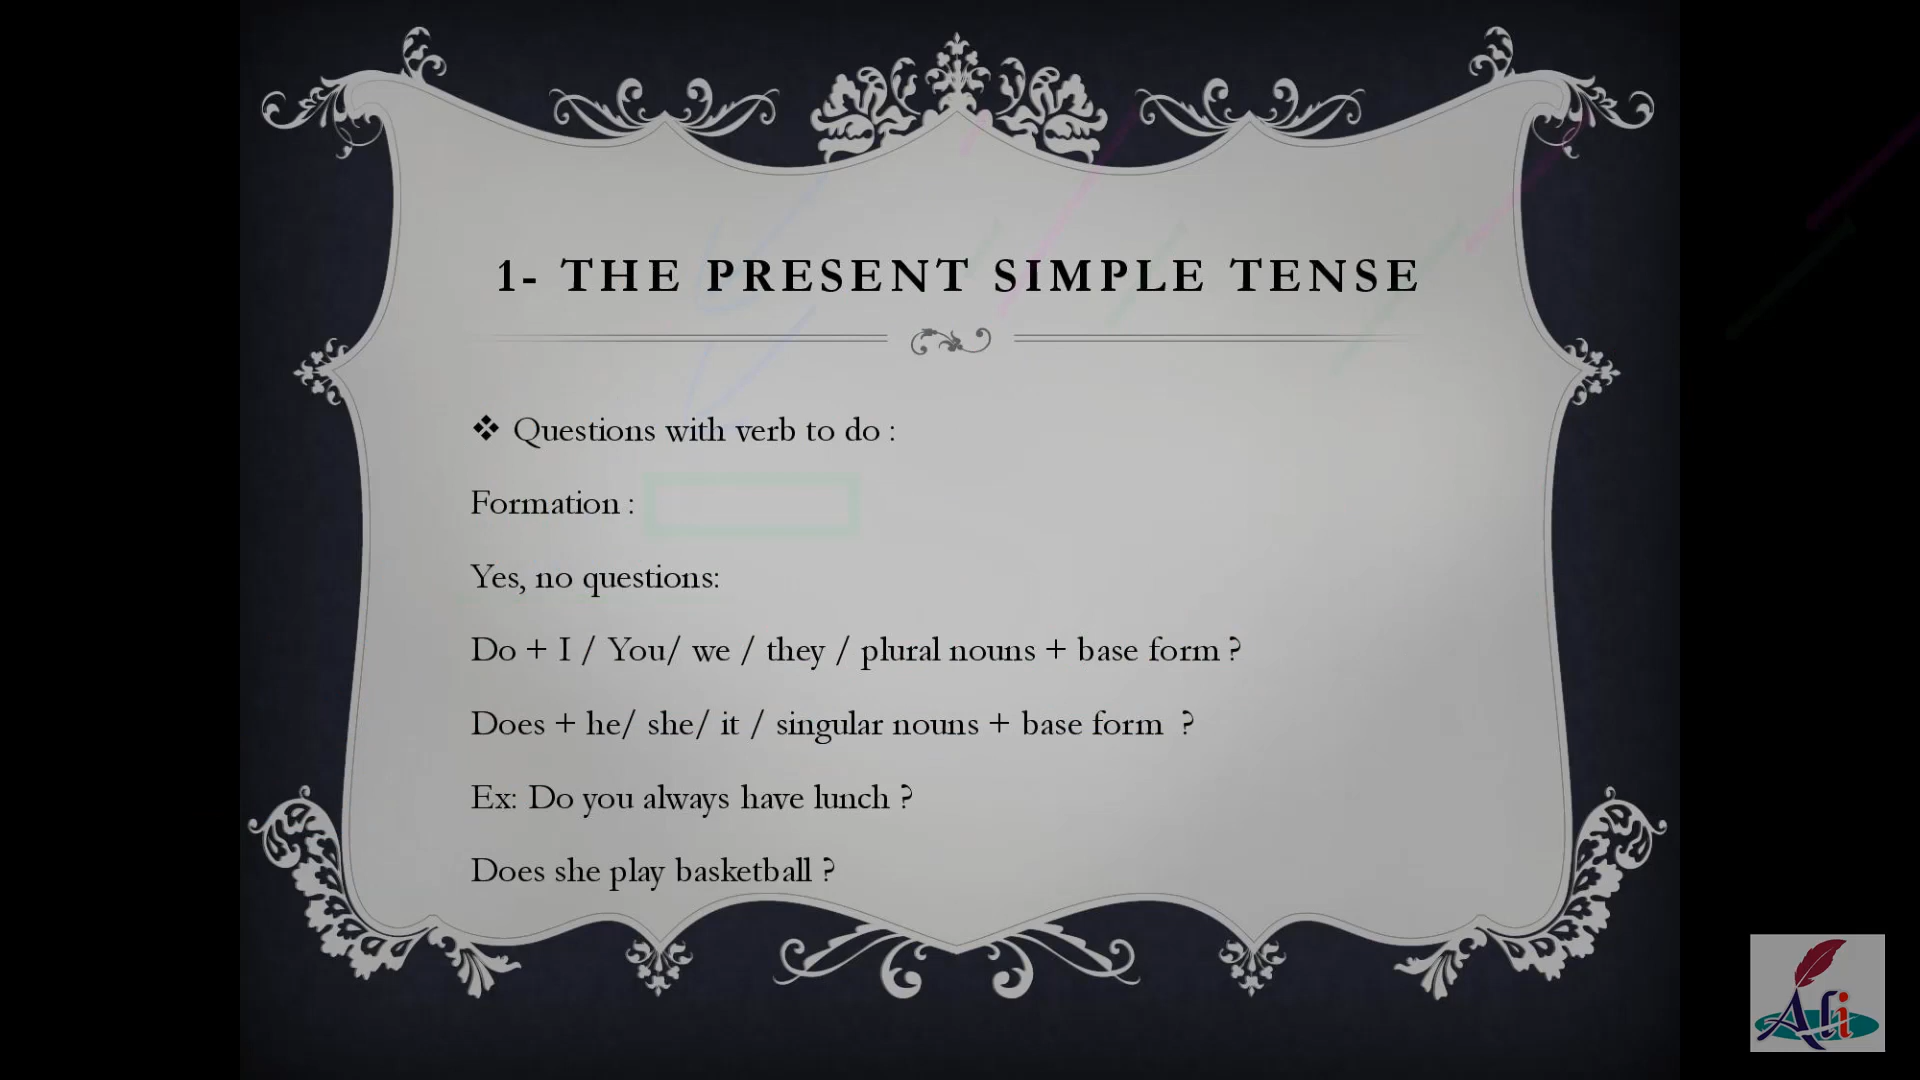 1- THE PRESENT SIMPLE TENSE
❖ Questions with verb to do :
Formation :
Yes, no questions:
Do + I / You/ we / they / plural nouns + base form ?
Does + he/ she/ it / singular nouns + base form ?
Ex: Do you always have lunch ?
Does she play basketball ?
Ali